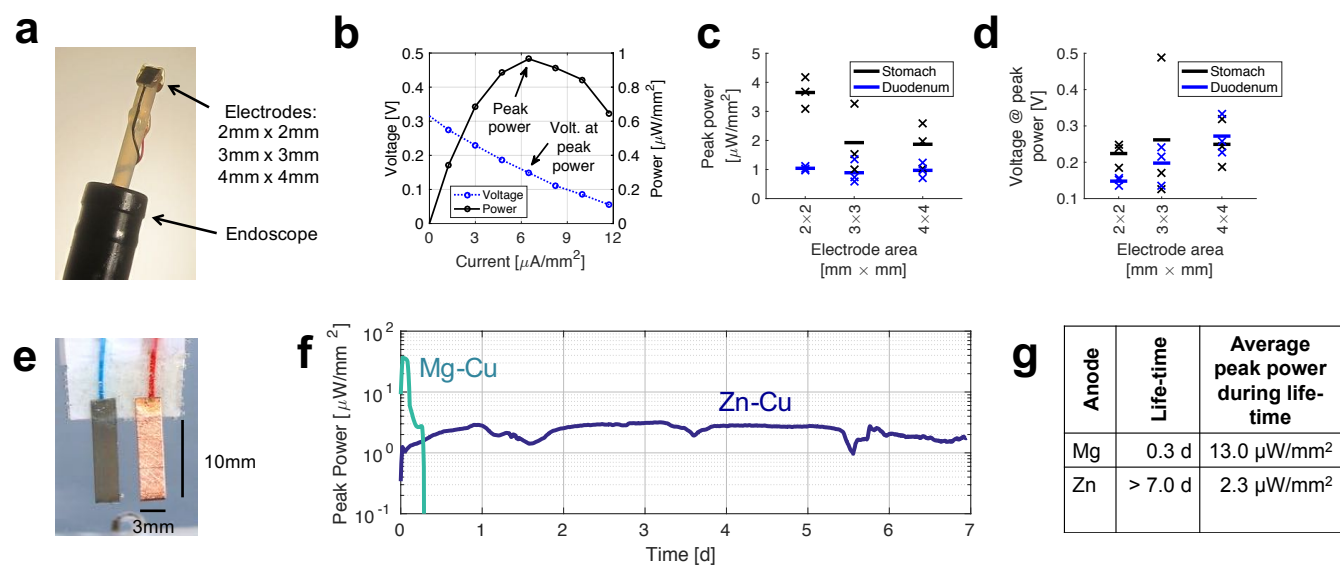 a
Electrodes:
2mm x 2mm
3mm x 3mm
4mm x 4mm
Endoscope
b
Voltage [V]
0.5
0.4
0.3
0.2
0.1
0
Power [µW/mm²]
1
0.8
0.6
0.4
0.2
0
Peak
power
Volt. at
peak
power
Voltage
Power
0 3 6 9 12
Current [µA/mm²]
c
Peak power
[µW/mm²]
5
4
3
2
1
0
Stomach
Duodenum
2×2
3×3
4×4
Electrode area
[mm × mm]
d
Voltage @ peak
power [V]
0.5
0.4
0.3
0.2
0.1
Stomach
Duodenum
2×2
3×3
4×4
Electrode area
[mm × mm]
e
10mm
3mm
f
Peak Power [ µW/mm²]
10²
10¹
10⁰
10⁻¹
Mg-Cu
Zn-Cu
0 1 2 3 4 5 6 7
Time [d]
g
Anode
Life-time
Average
peak power
during life-
time
Mg 0.3 d 13.0 µW/mm²
Zn > 7.0 d 2.3 µW/mm²